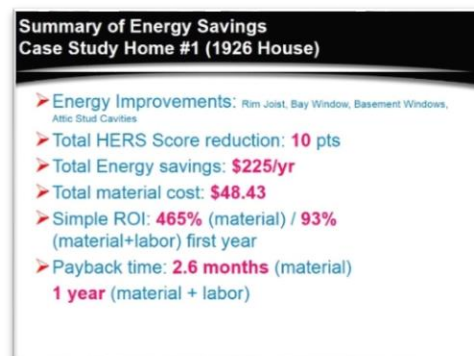 Summary of Energy Savings
Case Study Home #1 (1926 House)
Energy Improvements: Rim Joist, Bay Window, Basement Windows,
Attic Stud Cavities
Total HERS Score reduction: 10 pts
Total Energy savings: $225/yr
Total material cost: $48.43
Simple ROI: 465% (material) / 93%
(material+labor) first year
Payback time: 2.6 months (material)
1 year (material + labor)